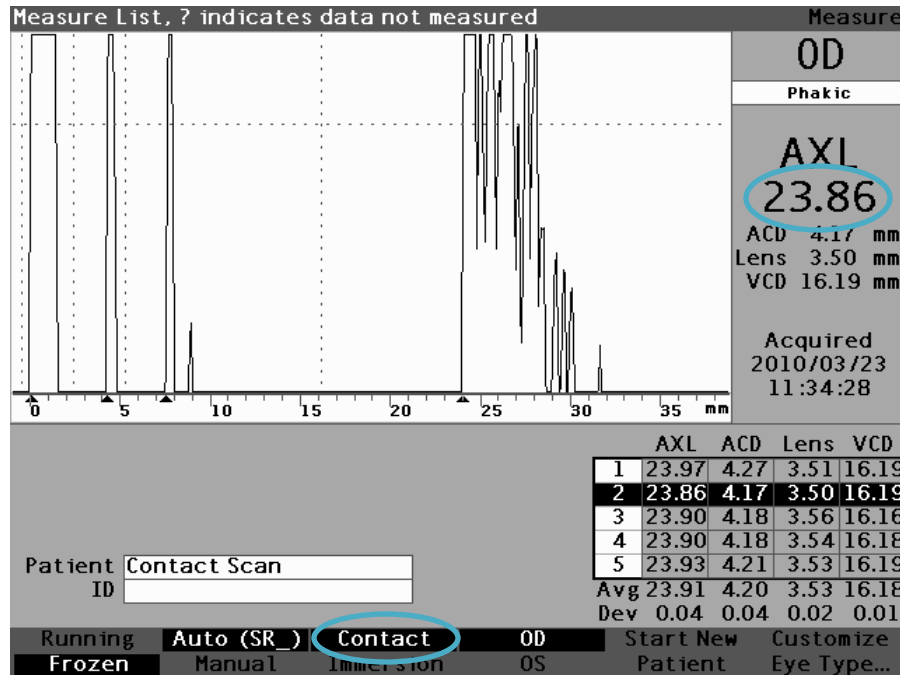 Measure List, ? indicates data not measured
Measure
OD
Phakic
AXL
23.86
ACD 4.17 mm
Lens 3.50 mm
VCD 16.19 mm
Acquired
2010/03/23
11:34:28
0 5 10 15 20 25 30 35 mm
AXL ACD Lens VCD
1 23.97 4.27 3.51 16.19
2 23.86 4.17 3.50 16.19
3 23.90 4.18 3.56 16.16
4 23.90 4.18 3.54 16.18
5 23.93 4.21 3.53 16.19
Avg 23.91 4.20 3.53 16.18
Dev 0.04 0.04 0.02 0.01
Patient Contact Scan
ID
Running Auto (SR_) Contact OD Start New Customize
Frozen Manual Immersion OS Patient Eye Type...